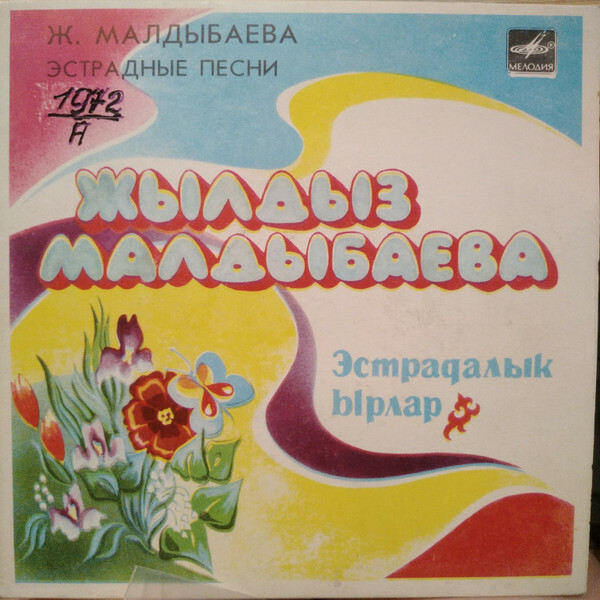 Ж. МАЛДЫБАЕВА
ЭСТРАДНЫЕ ПЕСНИ
1972
А
МЕЛОДИЯ
ЖЫЛДЫЗ
МАЛДЫБАЕВА
Эстрадалык
ырлар